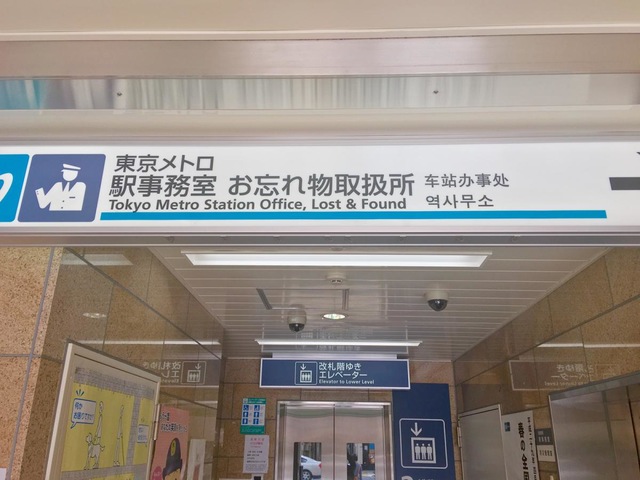 東京メトロ
駅事務室 お忘れ物取扱所
Tokyo Metro Station Office, Lost & Found
车站办事处
역사무소
改札階ゆき
エレベーター
Elevator to Lower Level